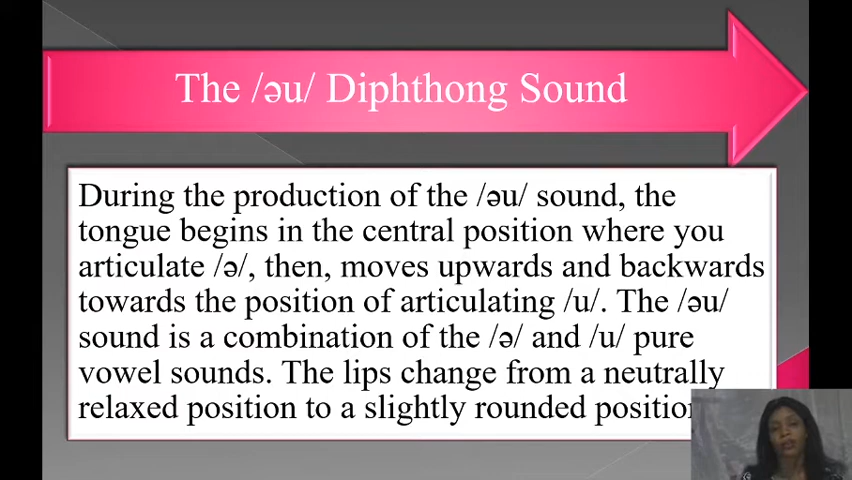 The /əu/ Diphthong Sound
During the production of the /əu/ sound, the
tongue begins in the central position where you
articulate /ə/, then, moves upwards and backwards
towards the position of articulating /u/. The /əu/
sound is a combination of the /ə/ and /u/ pure
vowel sounds. The lips change from a neutrally
relaxed position to a slightly rounded position